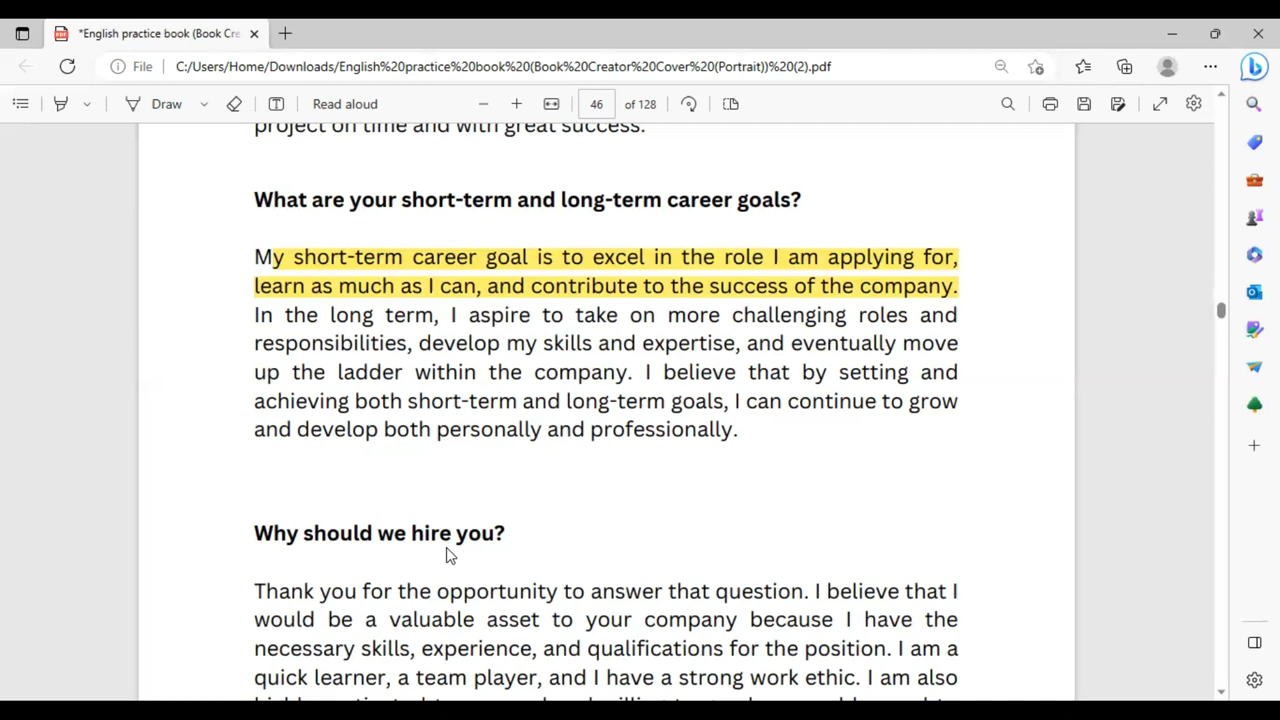 *English practice book (Book Cre
File
C:/Users/Home/Downloads/English%20practice%20book%20(Book%20Creator%20Cover%20(Portrait))%20(2).pdf
Draw
Read aloud
46 of 128
project on time and with great success.
What are your short-term and long-term career goals?
My short-term career goal is to excel in the role I am applying for,
learn as much as I can, and contribute to the success of the company.
In the long term, I aspire to take on more challenging roles and
responsibilities, develop my skills and expertise, and eventually move
up the ladder within the company. I believe that by setting and
achieving both short-term and long-term goals, I can continue to grow
and develop both personally and professionally.
Why should we hire you?
Thank you for the opportunity to answer that question. I believe that I
would be a valuable asset to your company because I have the
necessary skills, experience, and qualifications for the position. I am a
quick learner, a team player, and I have a strong work ethic. I am also